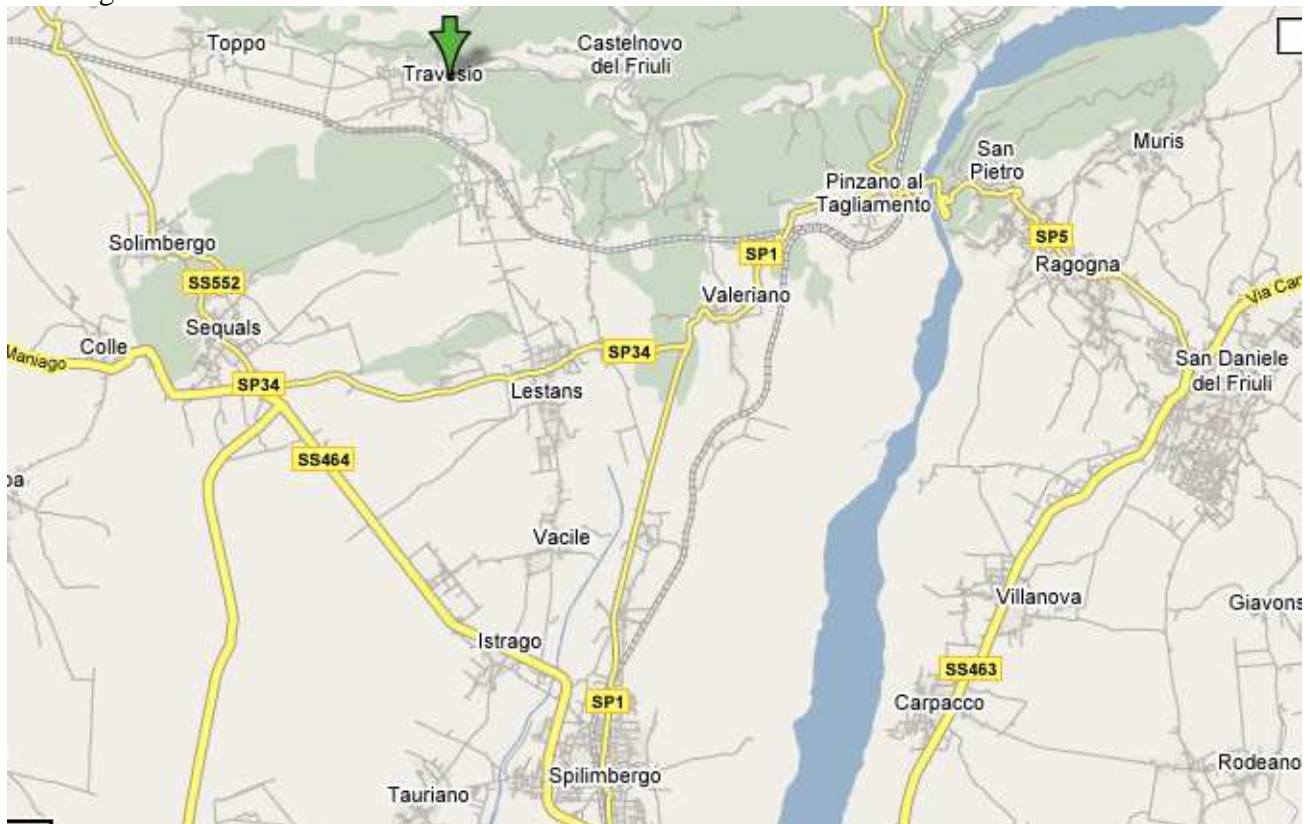 Toppo
Travesio
Castelnovo
del Friuli
Muris
San
Pietro
Pinzano al
Tagliamento
SP5
Solimbergo
SP1
Ragogna
SS552
Valeriano
Via Car
Sequals
Colle
Maniago
SP34
San Daniele
del Friuli
SP34
Lestans
SS464
Vacile
Villanova
Giavons
Istrago
SS463
SP1
Carpacco
Rodeano
Spilimbergo
Tauriano